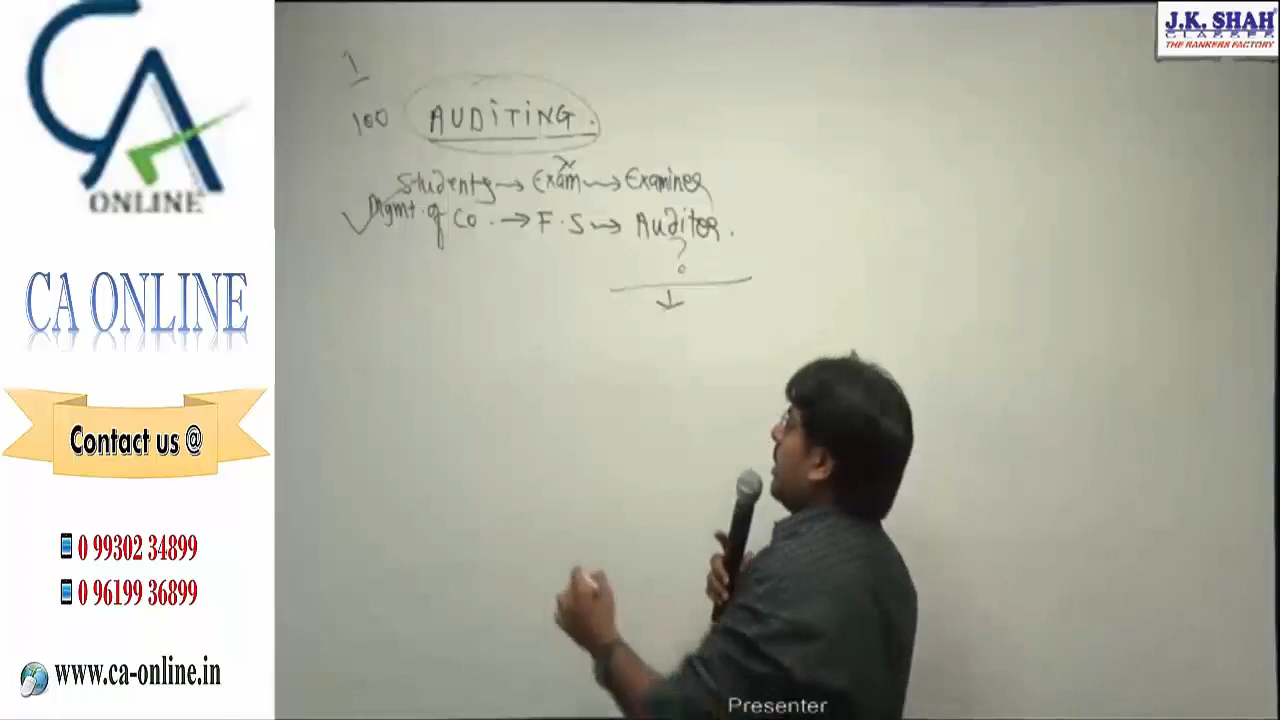 CA
ONLINE
CA ONLINE
Contact us @
0 99302 34899
0 96199 36899
www.ca-online.in
J.K. SHAH
CLASSES
THE RANKERS FACTORY
1
100 AUDITING.
Students → Exam → Examiner
Mgmt. of Co. → F.S → Auditor.
?
Presenter